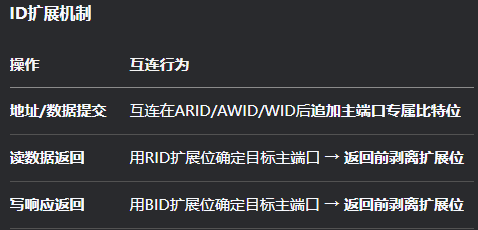 ID扩展机制
操作 互连行为
地址/数据提交 互连在ARID/AWID/WID后追加主端口专属比特位
读数据返回 用RID扩展位确定目标主端口 → 返回前剥离扩展位
写响应返回 用BID扩展位确定目标主端口 → 返回前剥离扩展位